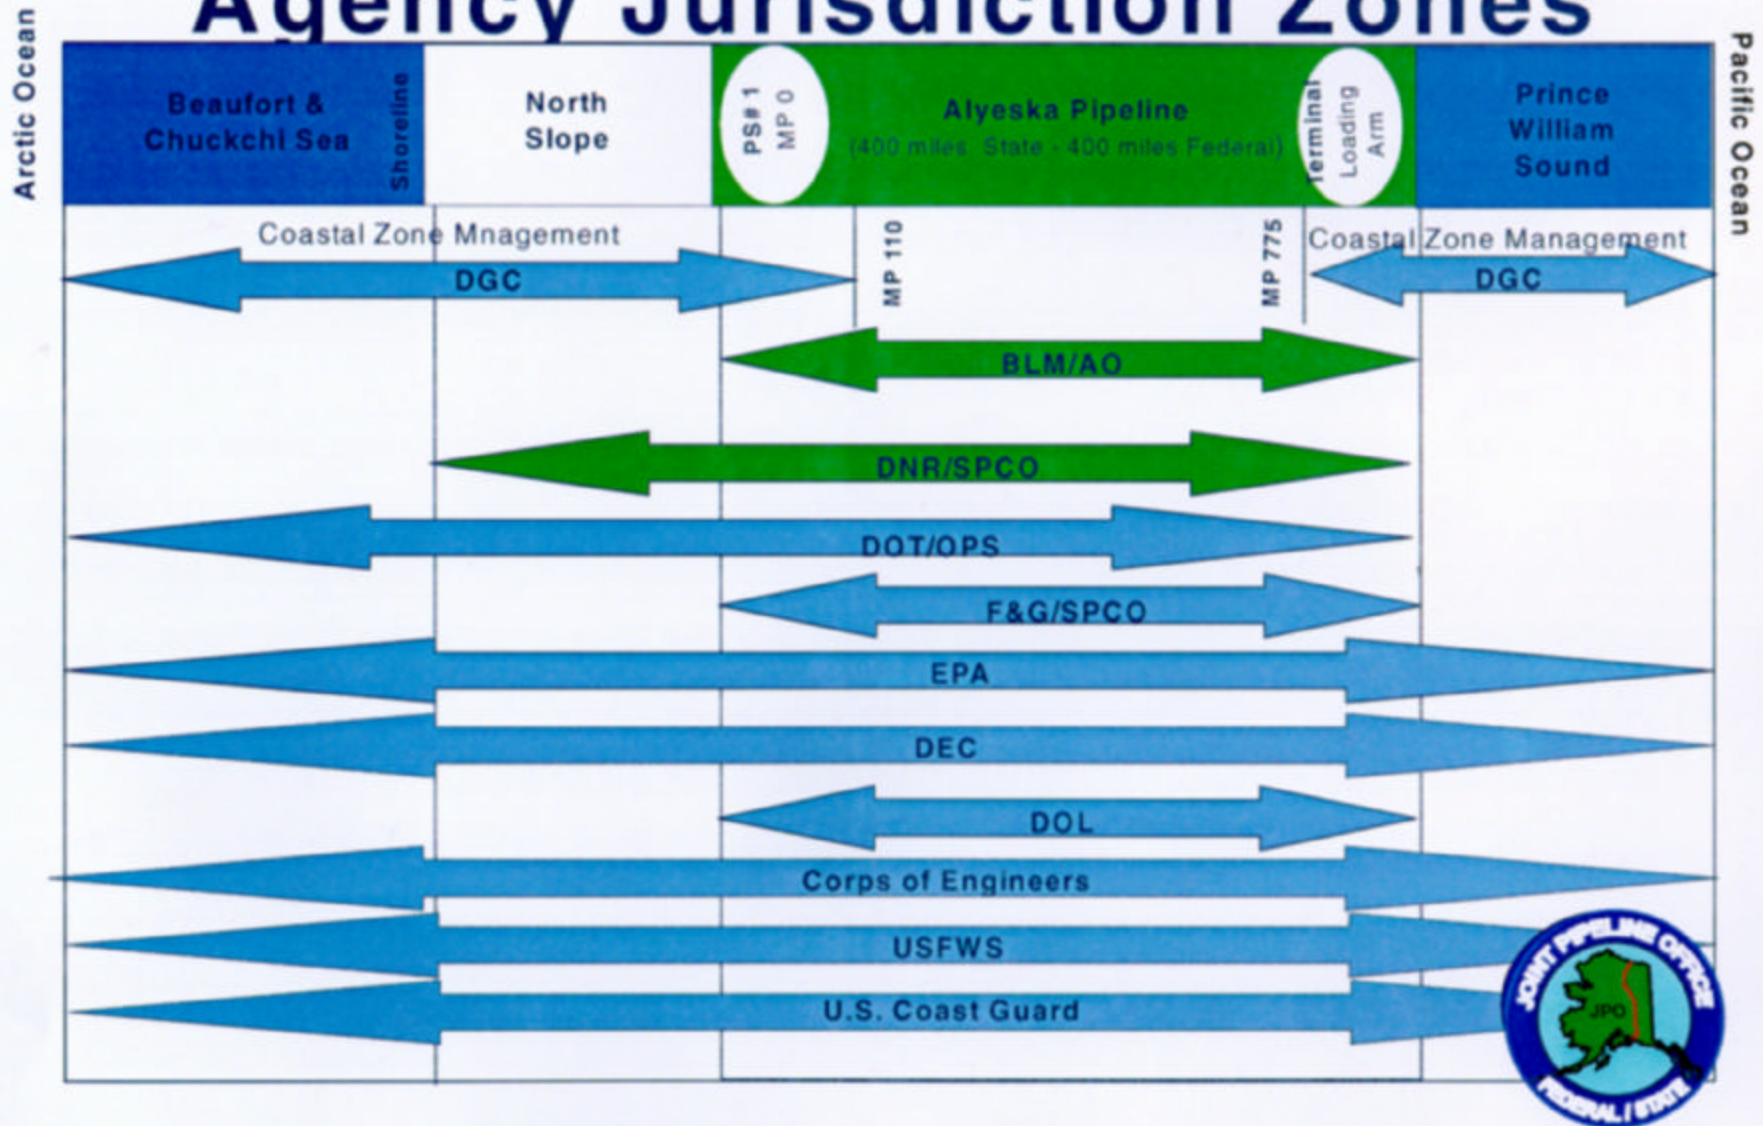 Agency Jurisdiction Zones
Arctic Ocean
Beaufort &
Chuckchi Sea
Shoreline
North
Slope
PS# 1
MP 0
Alyeska Pipeline
(400 miles State - 400 miles Federal)
Terminal
Loading
Arm
Prince
William
Sound
Pacific Ocean
Coastal Zone Mnagement
DGC
MP 110
MP 775
Coastal Zone Management
DGC
BLM/AO
DNR/SPCO
DOT/OPS
F&G/SPCO
EPA
DEC
DOL
Corps of Engineers
USFWS
U.S. Coast Guard
JOINT PIPELINE OFFICE
JPO
FEDERAL / STATE